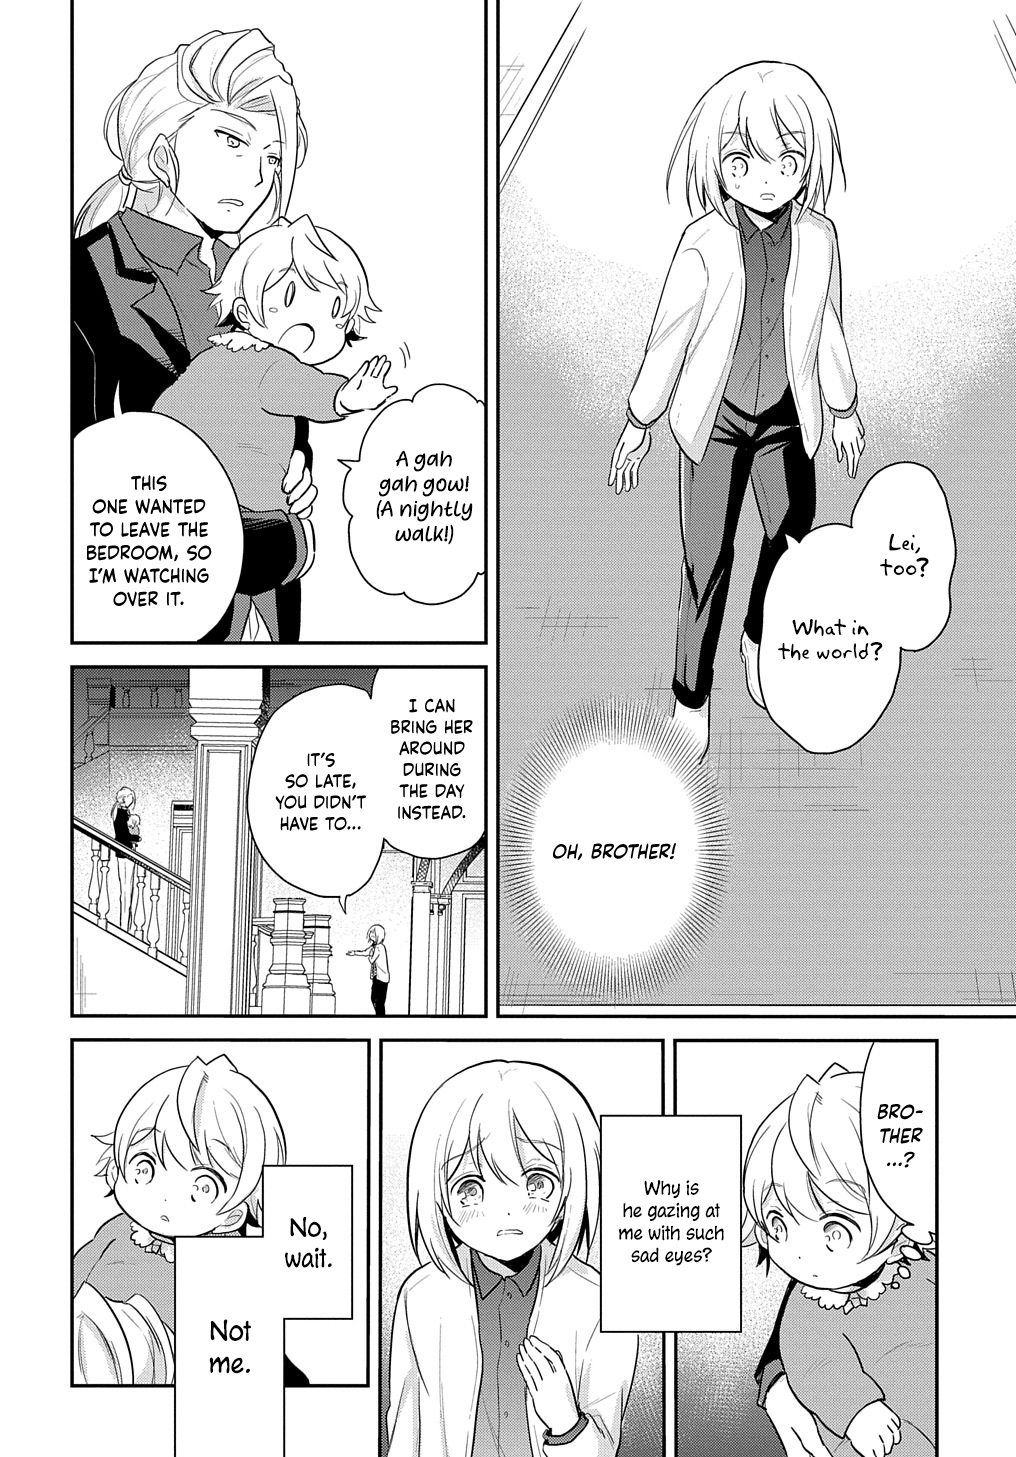 Lei,
too?
What in
the world?
OH, BROTHER!
A gah
gah gow!
(A nightly
walk!)
THIS
ONE WANTED
TO LEAVE THE
BEDROOM, SO
I'M WATCHING
OVER IT.
I CAN
BRING HER
AROUND
DURING
THE DAY
INSTEAD.
IT'S
SO LATE,
YOU DIDN'T
HAVE TO...
BRO-
THER
...?
Why is
he gazing at
me with such
sad eyes?
No,
wait.
Not
me.